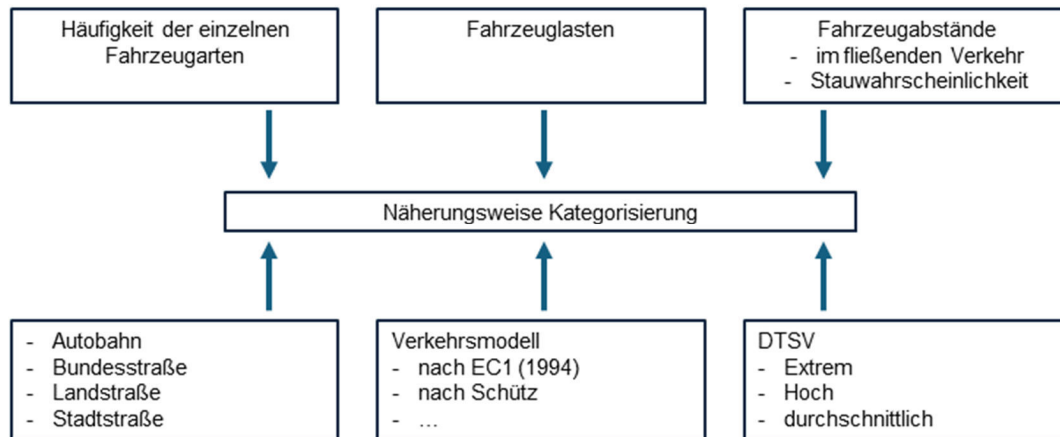 Häufigkeit der einzelnen
Fahrzeugarten
Fahrzeuglasten
Fahrzeugabstände
- im fließenden Verkehr
- Stauwahrscheinlichkeit
Näherungsweise Kategorisierung
- Autobahn
- Bundesstraße
- Landstraße
- Stadtstraße
Verkehrsmodell
- nach EC1 (1994)
- nach Schütz
- ...
DTSV
- Extrem
- Hoch
- durchschnittlich